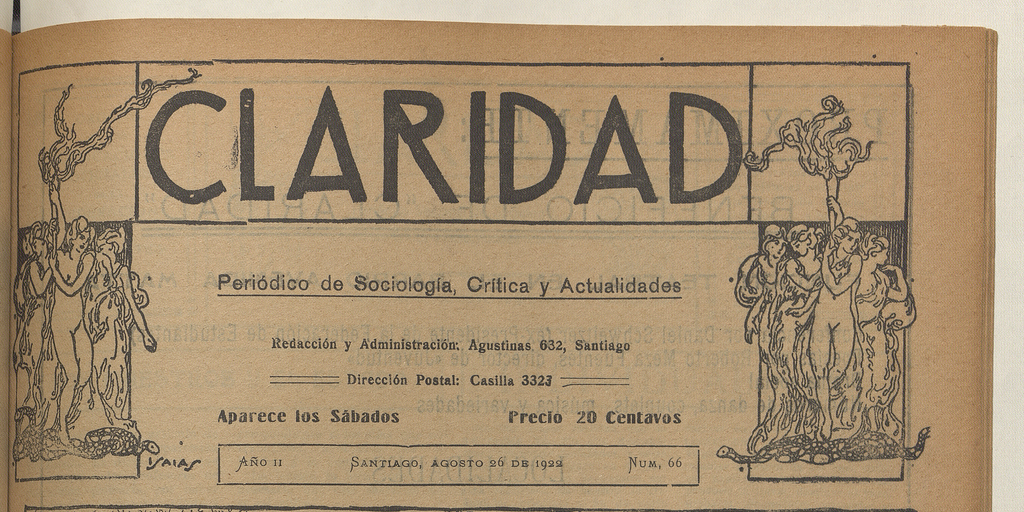 CLARIDAD
Periódico de Sociología, Crítica y Actualidades
Redacción y Administración: Agustinas 632, Santiago
Dirección Postal: Casilla 3323
Aparece los Sábados Precio 20 Centavos
ISAIAS
AÑO II SANTIAGO, AGOSTO 26 DE 1922 NUM, 66